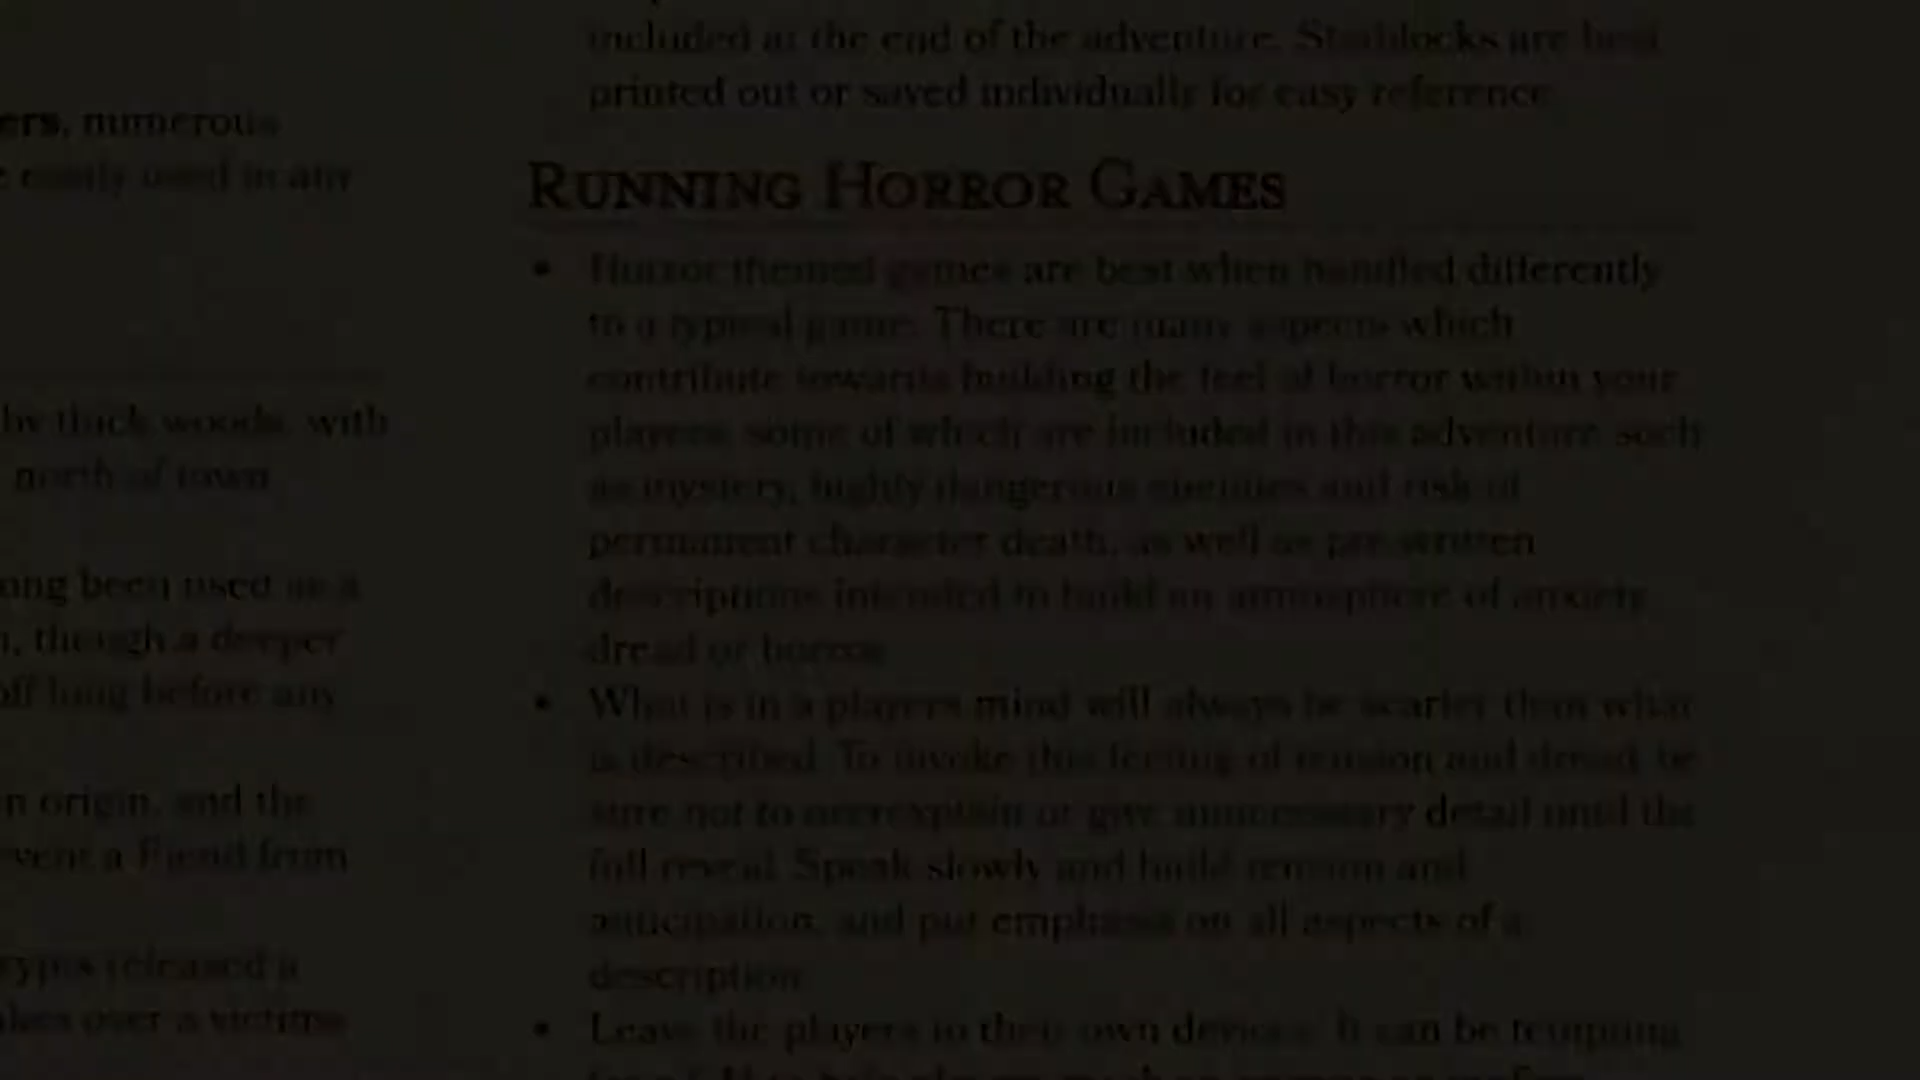 ers, numerous
easily used in any
by thick woods, with
north of town
ong been used as a
n, though a deeper
off long before any
n origin, and the
vent a Fiend from
rypts released a
akes over a victims
included at the end of the adventure. Statblocks are best
printed out or saved individually for easy reference.
RUNNING HORROR GAMES
• Horror themed games are best when handled differently
to a typical game. There are many aspects which
contribute towards building the feel of horror within your
players, some of which are included in this adventure such
as mystery, highly dangerous enemies and risk of
permanent character death, as well as pre-written
descriptions intended to build an atmosphere of anxiety,
dread or horror.
• What is in a players mind will always be scarier than what
is described. To invoke this feeling of tension and dread, be
sure not to overexplain or give unnecessary detail until the
full reveal. Speak slowly and build tension and
anticipation, and put emphasis on all aspects of a
description.
• Leave the players to their own devices. It can be tempting